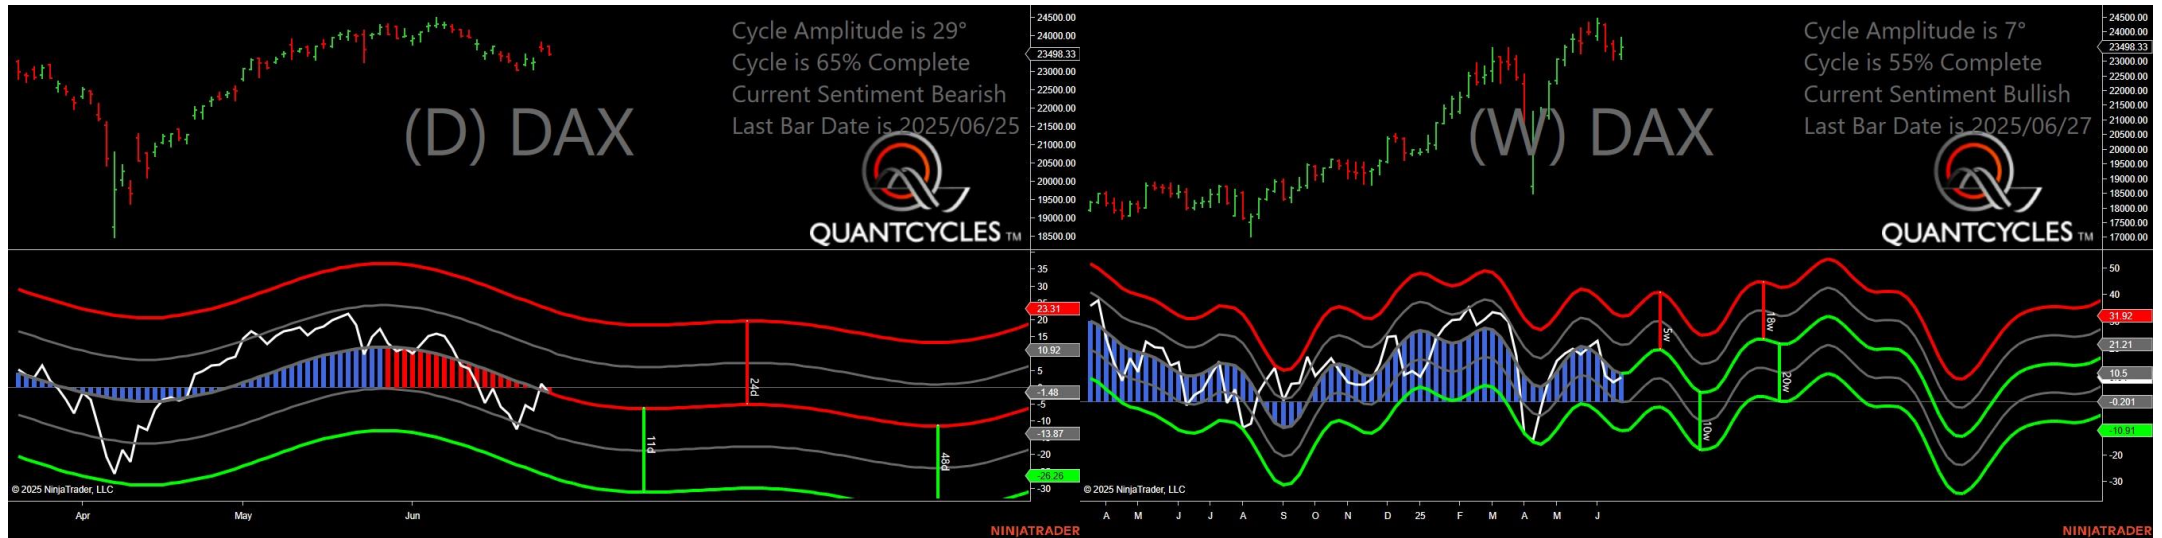 Cycle Amplitude is 29°
Cycle is 65% Complete
Current Sentiment Bearish
Last Bar Date is 2025/06/25
(D) DAX
QUANTCYCLES TM
24500.00
24000.00
23498.33
23000.00
22500.00
22000.00
21500.00
21000.00
20500.00
20000.00
19500.00
19000.00
18500.00
35
30
23.31
20
15
10.92
5
-1.48
-5
-10
-13.87
-20
-26.26
-30
24d
11d
48d
© 2025 NinjaTrader, LLC
Apr May Jun
NINJATRADER
Cycle Amplitude is 7°
Cycle is 55% Complete
Current Sentiment Bullish
Last Bar Date is 2025/06/27
(W) DAX
QUANTCYCLES TM
24500.00
24000.00
23498.33
23000.00
22500.00
22000.00
21500.00
21000.00
20500.00
20000.00
19500.00
19000.00
18500.00
18000.00
17500.00
17000.00
50
40
31.92
21.21
10.5
-0.201
-10.91
-20
-30
5w
18w
10w
20w
© 2025 NinjaTrader, LLC
A M J J A S O N D 25 F M A M J
NINJATRADER